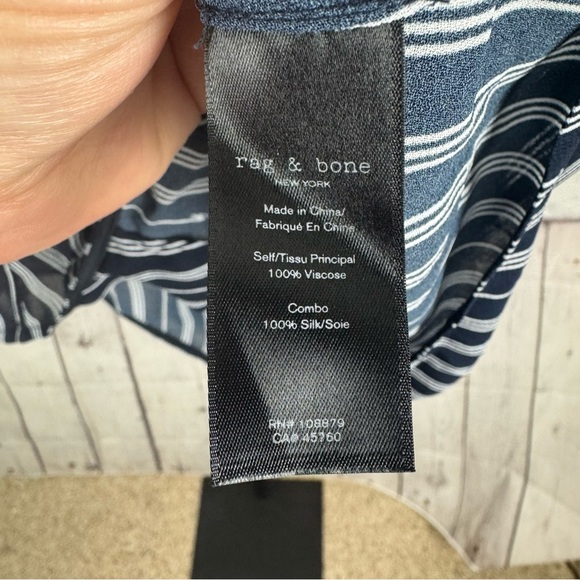 rag & bone
NEW YORK
Made in China/
Fabriqué En Chine
Self/Tissu Principal
100% Viscose
Combo
100% Silk/Soie
RN# 108879
CA# 45760